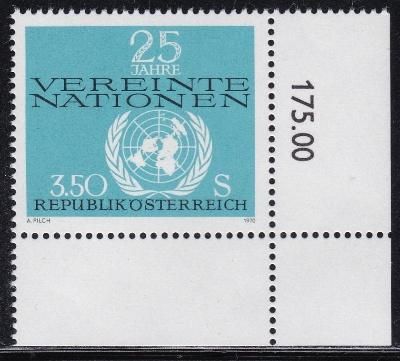 25
JAHRE
VEREINTE
NATIONEN
3.50 S
REPUBLIK ÖSTERREICH
A. PILCH 1970
175.00